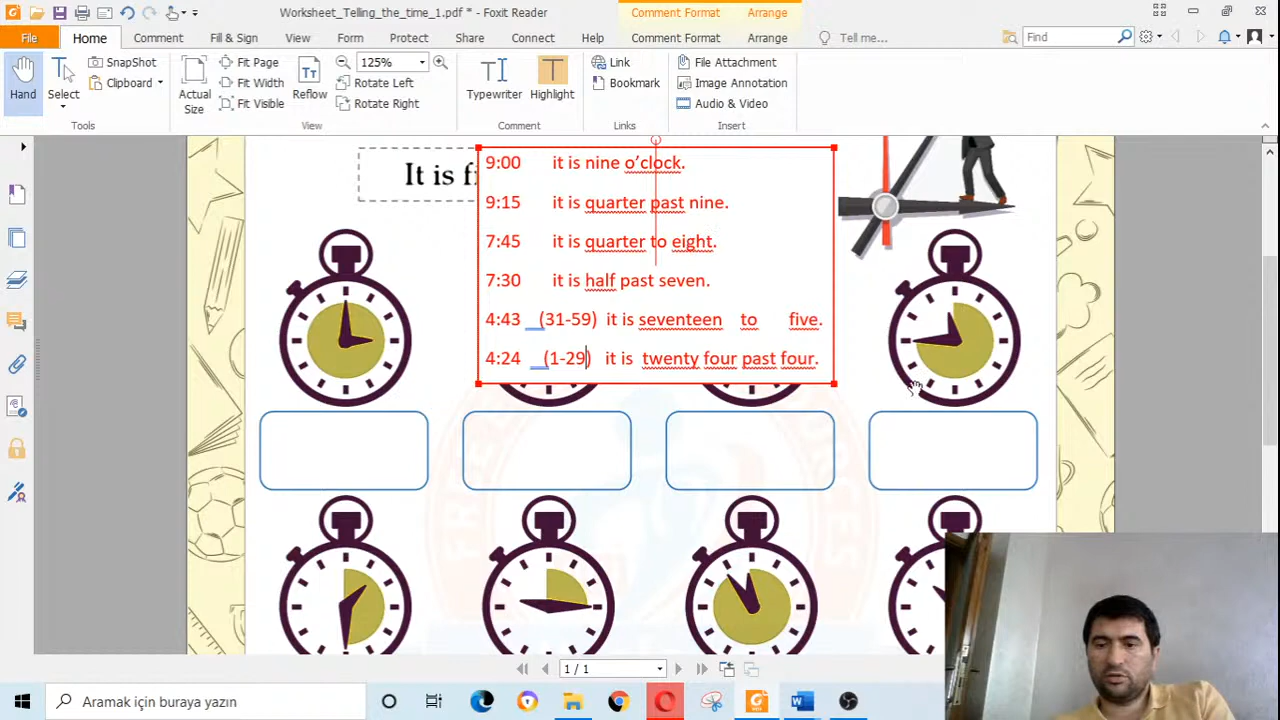 Worksheet_Telling_the_time_1.pdf * - Foxit Reader
Comment Format
Arrange
File
Home
Comment
Fill & Sign
View
Form
Protect
Share
Connect
Help
Comment Format
Arrange
Tell me...
Find
Hand
Select
SnapShot
Clipboard
Actual Size
Fit Page
Fit Width
Fit Visible
Reflow
125%
Rotate Left
Rotate Right
Typewriter
Highlight
Link
Bookmark
File Attachment
Image Annotation
Audio & Video
Tools
View
Comment
Links
Insert
It is fi
9:00 it is nine o'clock.
9:15 it is quarter past nine.
7:45 it is quarter to eight.
7:30 it is half past seven.
4:43 (31-59) it is seventeen to five.
4:24 (1-29) it is twenty four past four.
1 / 1
Aramak için buraya yazın